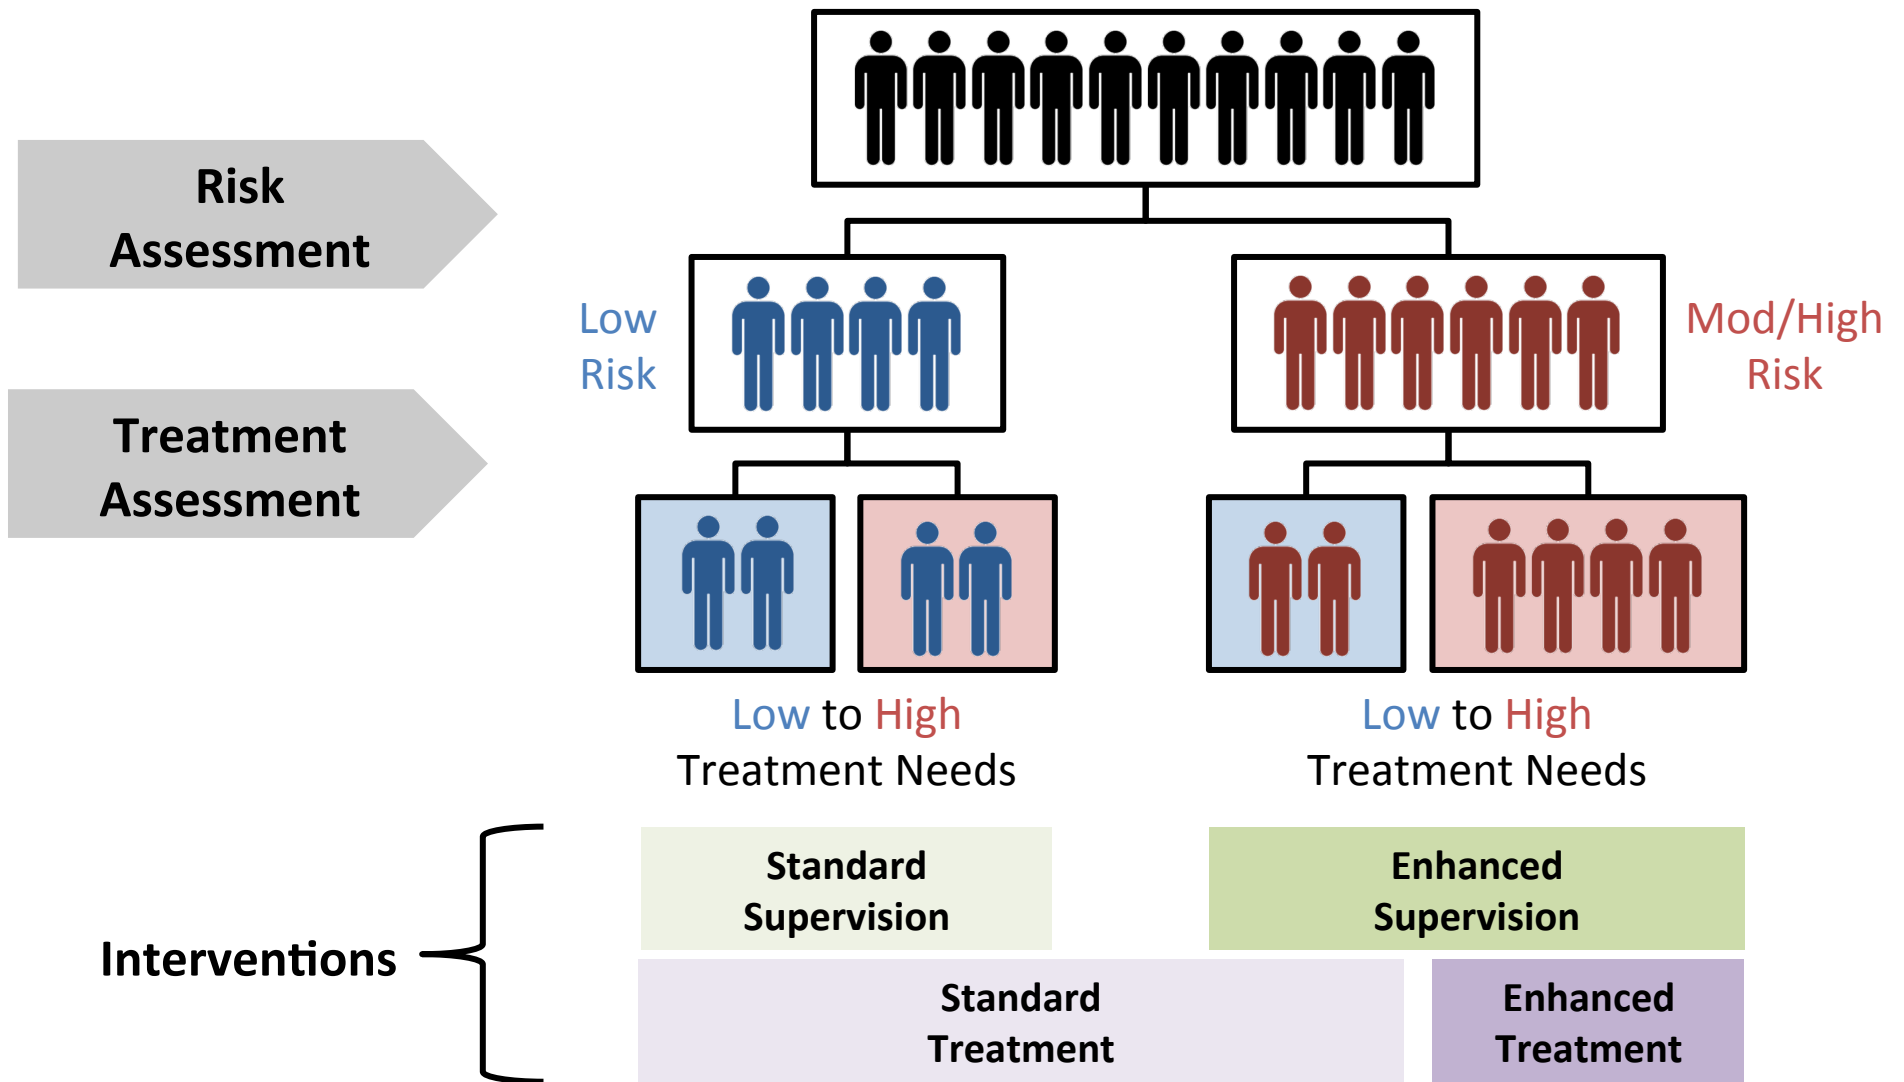 Risk
Assessment
Low
Risk
Mod/High
Risk
Treatment
Assessment
Low to High
Treatment Needs
Low to High
Treatment Needs
Interventions
Standard
Supervision
Enhanced
Supervision
Standard
Treatment
Enhanced
Treatment